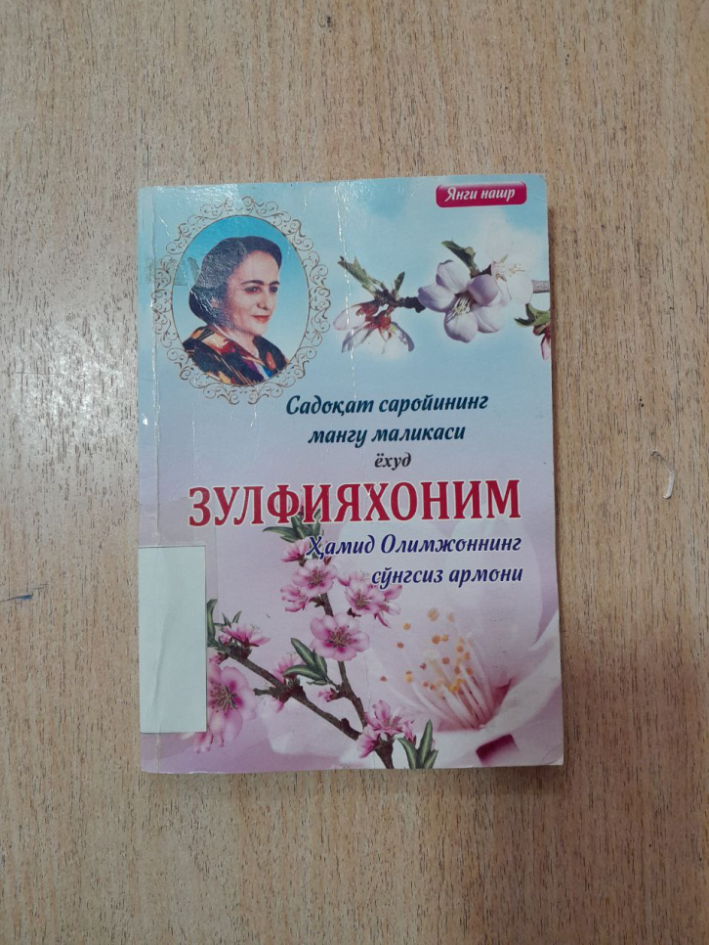 Янги нашр
Садоқат саройининг
мангу маликаси
ёхуд
ЗУЛФИЯХОНИМ
Ҳамид Олимжоннинг
сўнгсиз армони